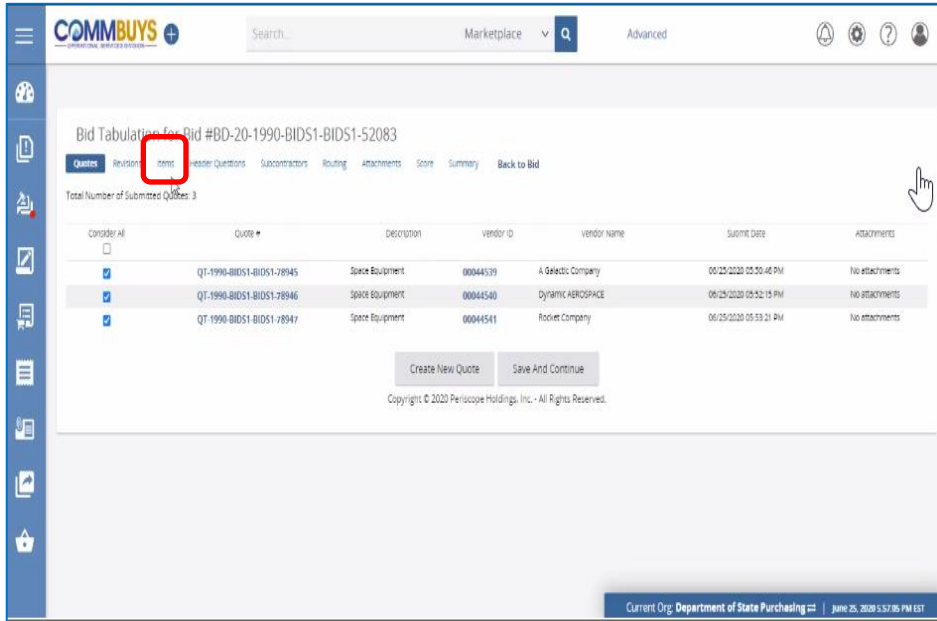 COMMBUYS
OPERATIONAL SERVICES DIVISION
Search...
Marketplace
Advanced
Bid Tabulation for Bid #BD-20-1990-BIDS1-BIDS1-52083
Quotes Revisions Items Header Questions Subcontractors Routing Attachments Score Summary Back to Bid
Total Number of Submitted Quotes: 3
Consider All Quote # Description Vendor ID Vendor Name Submit Date Attachments
QT-1990-BIDS1-BIDS1-78945 Space Equipment 00044539 A Galactic Company 06/25/2020 05:50:46 PM No attachments
QT-1990-BIDS1-BIDS1-78946 Space Equipment 00044540 Dynamic AEROSPACE 06/25/2020 05:52:15 PM No attachments
QT-1990-BIDS1-BIDS1-78947 Space Equipment 00044541 Rocket Company 06/25/2020 05:53:21 PM No attachments
Create New Quote Save And Continue
Copyright © 2020 Periscope Holdings, Inc. - All Rights Reserved.
Current Org: Department of State Purchasing | June 25, 2020 5:57:05 PM EST